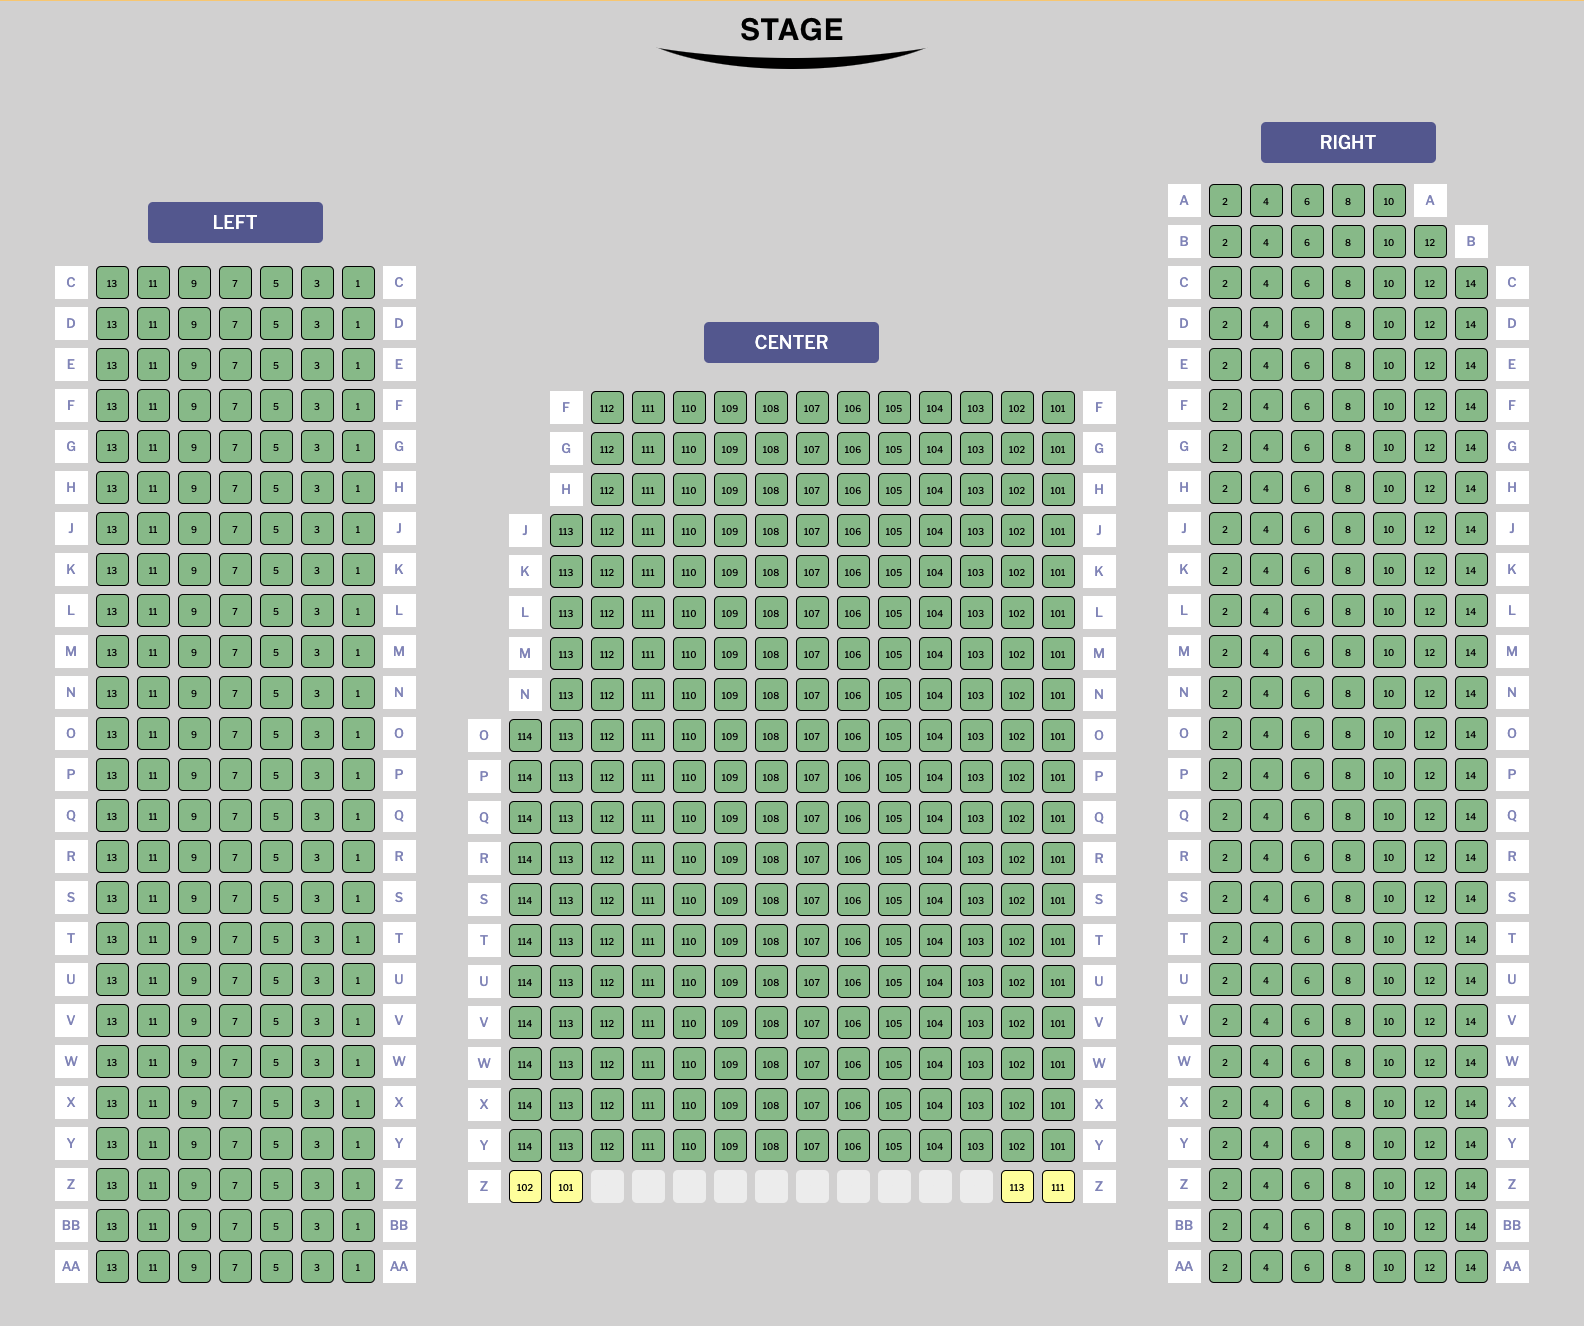 STAGE
LEFT
C 13 11 9 7 5 3 1 C
D 13 11 9 7 5 3 1 D
E 13 11 9 7 5 3 1 E
F 13 11 9 7 5 3 1 F
G 13 11 9 7 5 3 1 G
H 13 11 9 7 5 3 1 H
J 13 11 9 7 5 3 1 J
K 13 11 9 7 5 3 1 K
L 13 11 9 7 5 3 1 L
M 13 11 9 7 5 3 1 M
N 13 11 9 7 5 3 1 N
O 13 11 9 7 5 3 1 O
P 13 11 9 7 5 3 1 P
Q 13 11 9 7 5 3 1 Q
R 13 11 9 7 5 3 1 R
S 13 11 9 7 5 3 1 S
T 13 11 9 7 5 3 1 T
U 13 11 9 7 5 3 1 U
V 13 11 9 7 5 3 1 V
W 13 11 9 7 5 3 1 W
X 13 11 9 7 5 3 1 X
Y 13 11 9 7 5 3 1 Y
Z 13 11 9 7 5 3 1 Z
BB 13 11 9 7 5 3 1 BB
AA 13 11 9 7 5 3 1 AA
CENTER
F 112 111 110 109 108 107 106 105 104 103 102 101 F
G 112 111 110 109 108 107 106 105 104 103 102 101 G
H 112 111 110 109 108 107 106 105 104 103 102 101 H
J 113 112 111 110 109 108 107 106 105 104 103 102 101 J
K 113 112 111 110 109 108 107 106 105 104 103 102 101 K
L 113 112 111 110 109 108 107 106 105 104 103 102 101 L
M 113 112 111 110 109 108 107 106 105 104 103 102 101 M
N 113 112 111 110 109 108 107 106 105 104 103 102 101 N
O 114 113 112 111 110 109 108 107 106 105 104 103 102 101 O
P 114 113 112 111 110 109 108 107 106 105 104 103 102 101 P
Q 114 113 112 111 110 109 108 107 106 105 104 103 102 101 Q
R 114 113 112 111 110 109 108 107 106 105 104 103 102 101 R
S 114 113 112 111 110 109 108 107 106 105 104 103 102 101 S
T 114 113 112 111 110 109 108 107 106 105 104 103 102 101 T
U 114 113 112 111 110 109 108 107 106 105 104 103 102 101 U
V 114 113 112 111 110 109 108 107 106 105 104 103 102 101 V
W 114 113 112 111 110 109 108 107 106 105 104 103 102 101 W
X 114 113 112 111 110 109 108 107 106 105 104 103 102 101 X
Y 114 113 112 111 110 109 108 107 106 105 104 103 102 101 Y
Z 102 101 113 111 Z
RIGHT
A 2 4 6 8 10 A
B 2 4 6 8 10 12 B
C 2 4 6 8 10 12 14 C
D 2 4 6 8 10 12 14 D
E 2 4 6 8 10 12 14 E
F 2 4 6 8 10 12 14 F
G 2 4 6 8 10 12 14 G
H 2 4 6 8 10 12 14 H
J 2 4 6 8 10 12 14 J
K 2 4 6 8 10 12 14 K
L 2 4 6 8 10 12 14 L
M 2 4 6 8 10 12 14 M
N 2 4 6 8 10 12 14 N
O 2 4 6 8 10 12 14 O
P 2 4 6 8 10 12 14 P
Q 2 4 6 8 10 12 14 Q
R 2 4 6 8 10 12 14 R
S 2 4 6 8 10 12 14 S
T 2 4 6 8 10 12 14 T
U 2 4 6 8 10 12 14 U
V 2 4 6 8 10 12 14 V
W 2 4 6 8 10 12 14 W
X 2 4 6 8 10 12 14 X
Y 2 4 6 8 10 12 14 Y
Z 2 4 6 8 10 12 14 Z
BB 2 4 6 8 10 12 14 BB
AA 2 4 6 8 10 12 14 AA